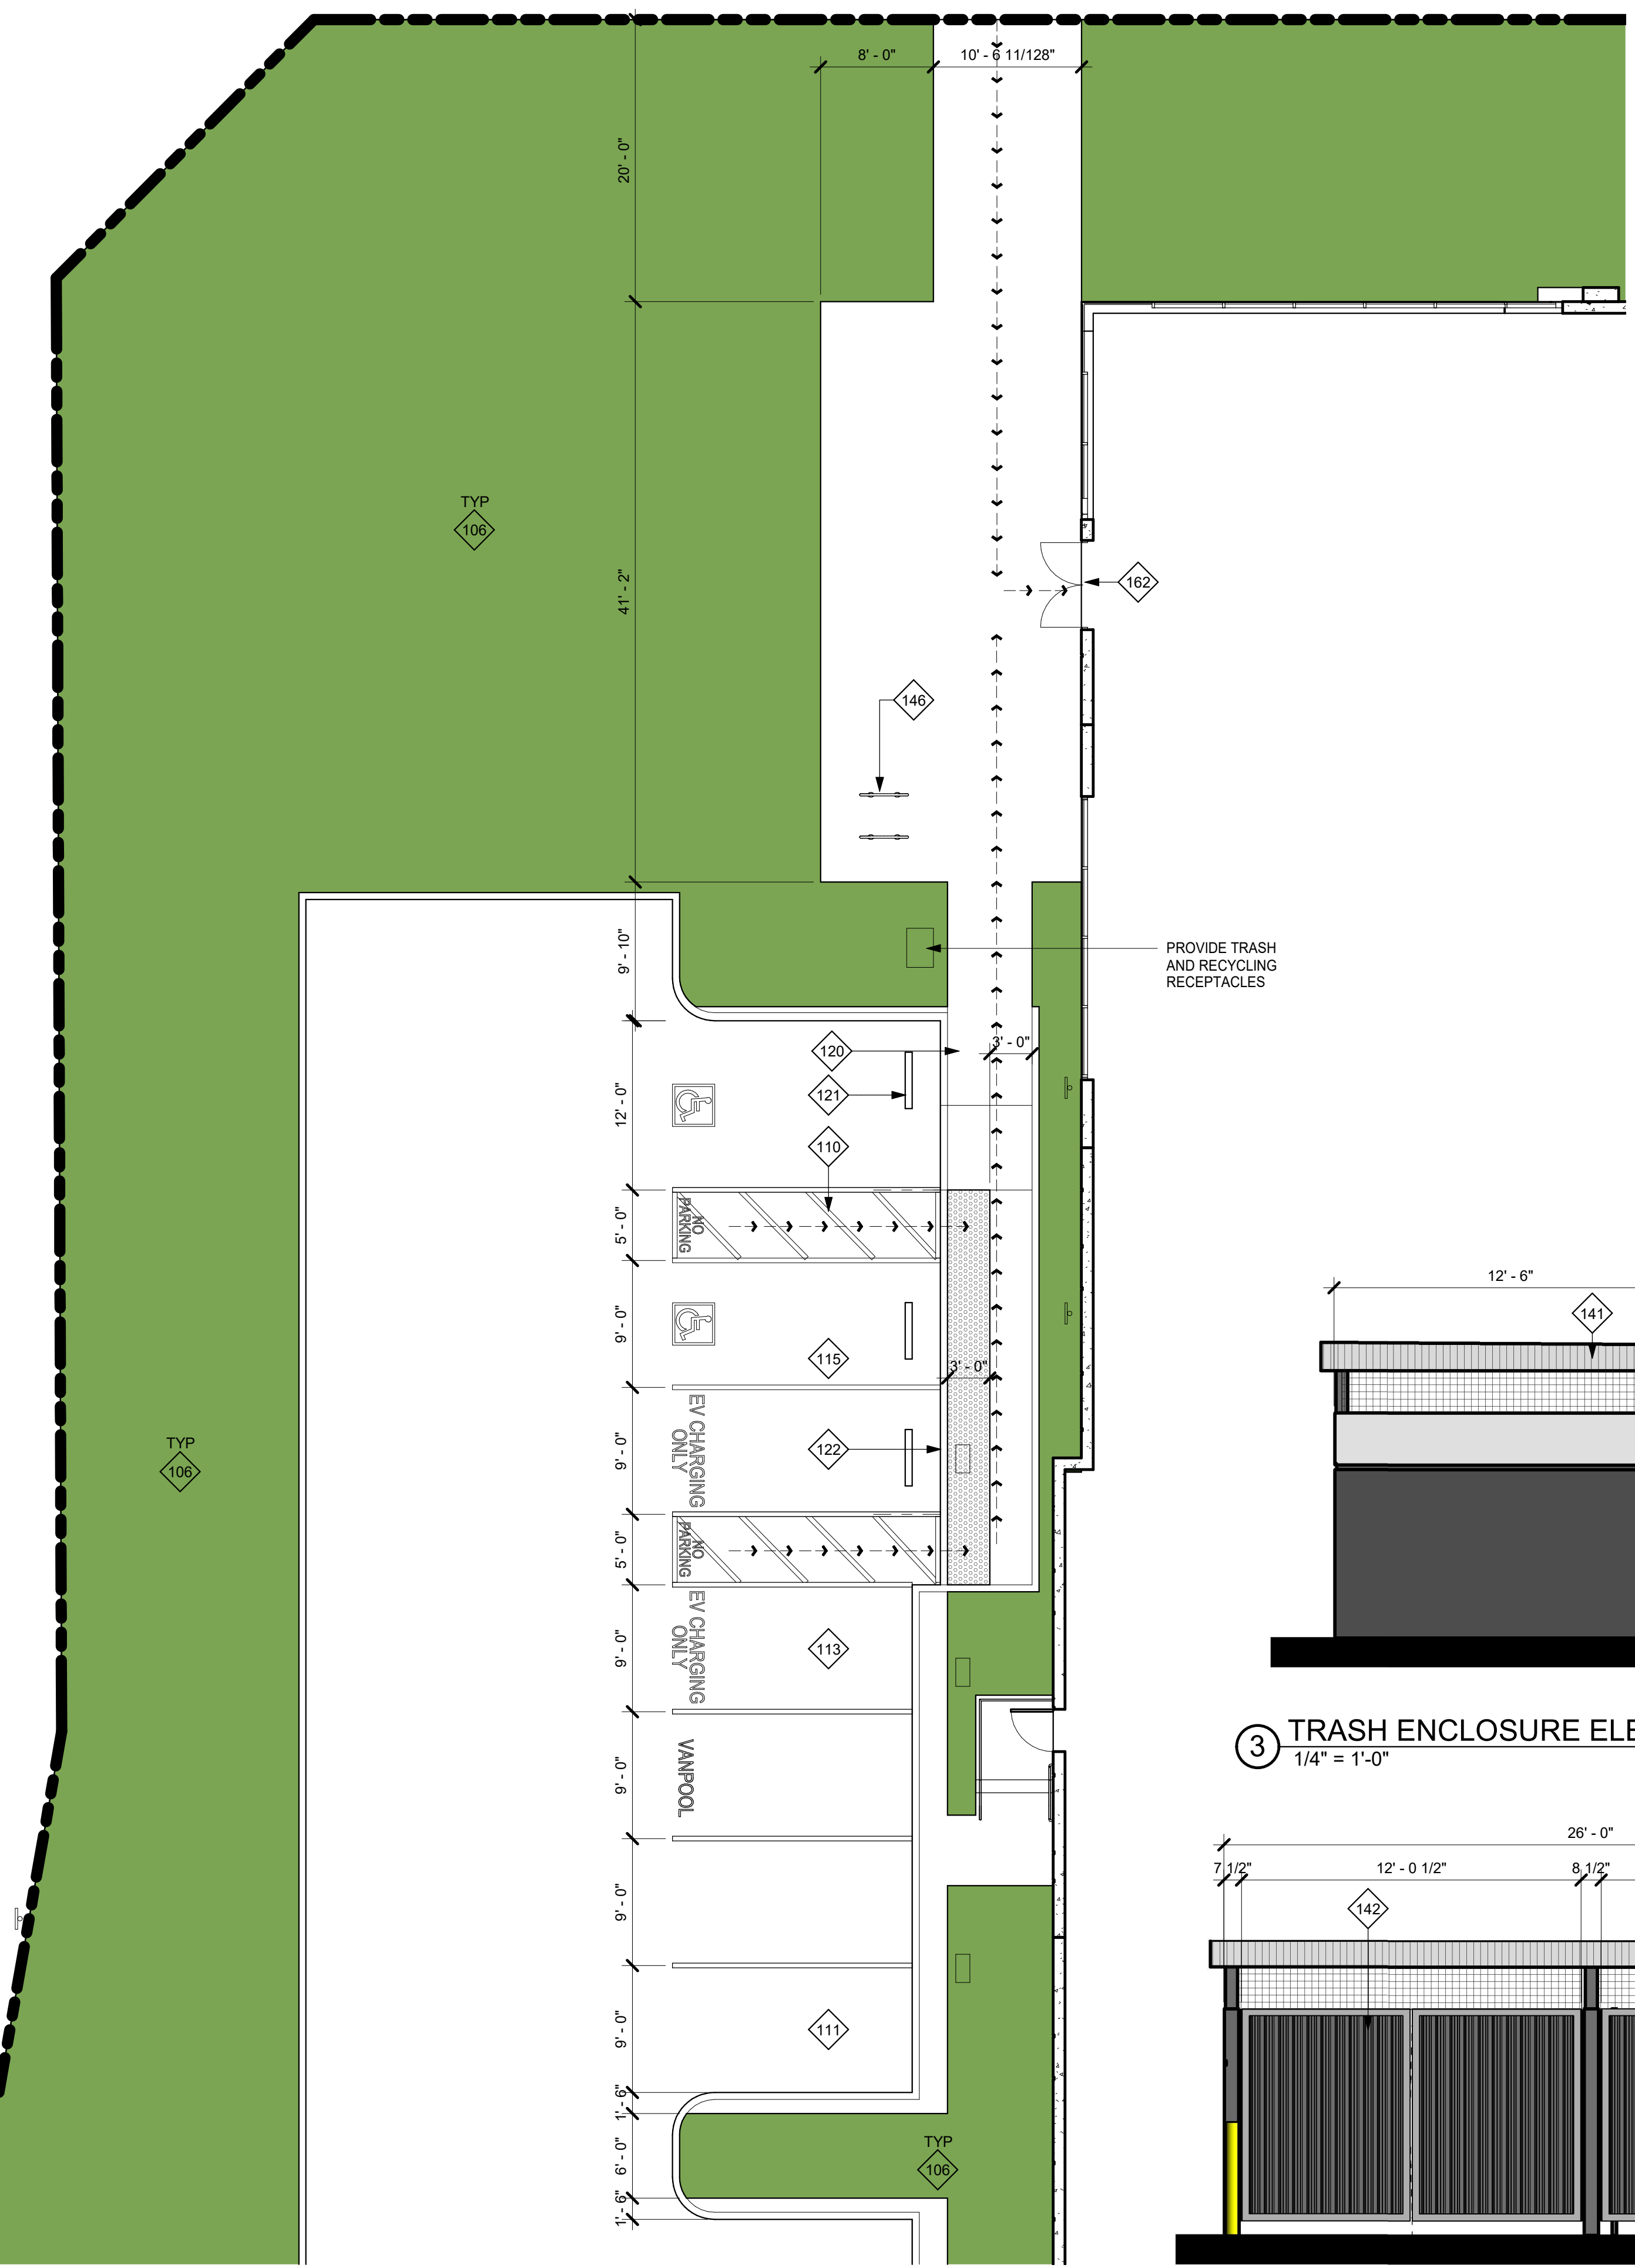 8' - 0"
10' - 6 11/128"
20' - 0"
TYP
106
41' - 2"
162
146
9' - 10"
PROVIDE TRASH
AND RECYCLING
RECEPTACLES
120
3' - 0"
121
12' - 0"
110
NO
PARKING
5' - 0"
12' - 6"
141
9' - 0"
115
3' - 0"
EV CHARGING
ONLY
9' - 0"
122
TYP
106
NO
PARKING
5' - 0"
EV CHARGING
ONLY
9' - 0"
113
3
TRASH ENCLOSURE ELE
1/4" = 1'-0"
VANPOOL
9' - 0"
26' - 0"
7 1/2"
12' - 0 1/2"
8 1/2"
9' - 0"
142
9' - 0"
111
1' - 6"
TYP
106
6' - 0"
1' - 6"